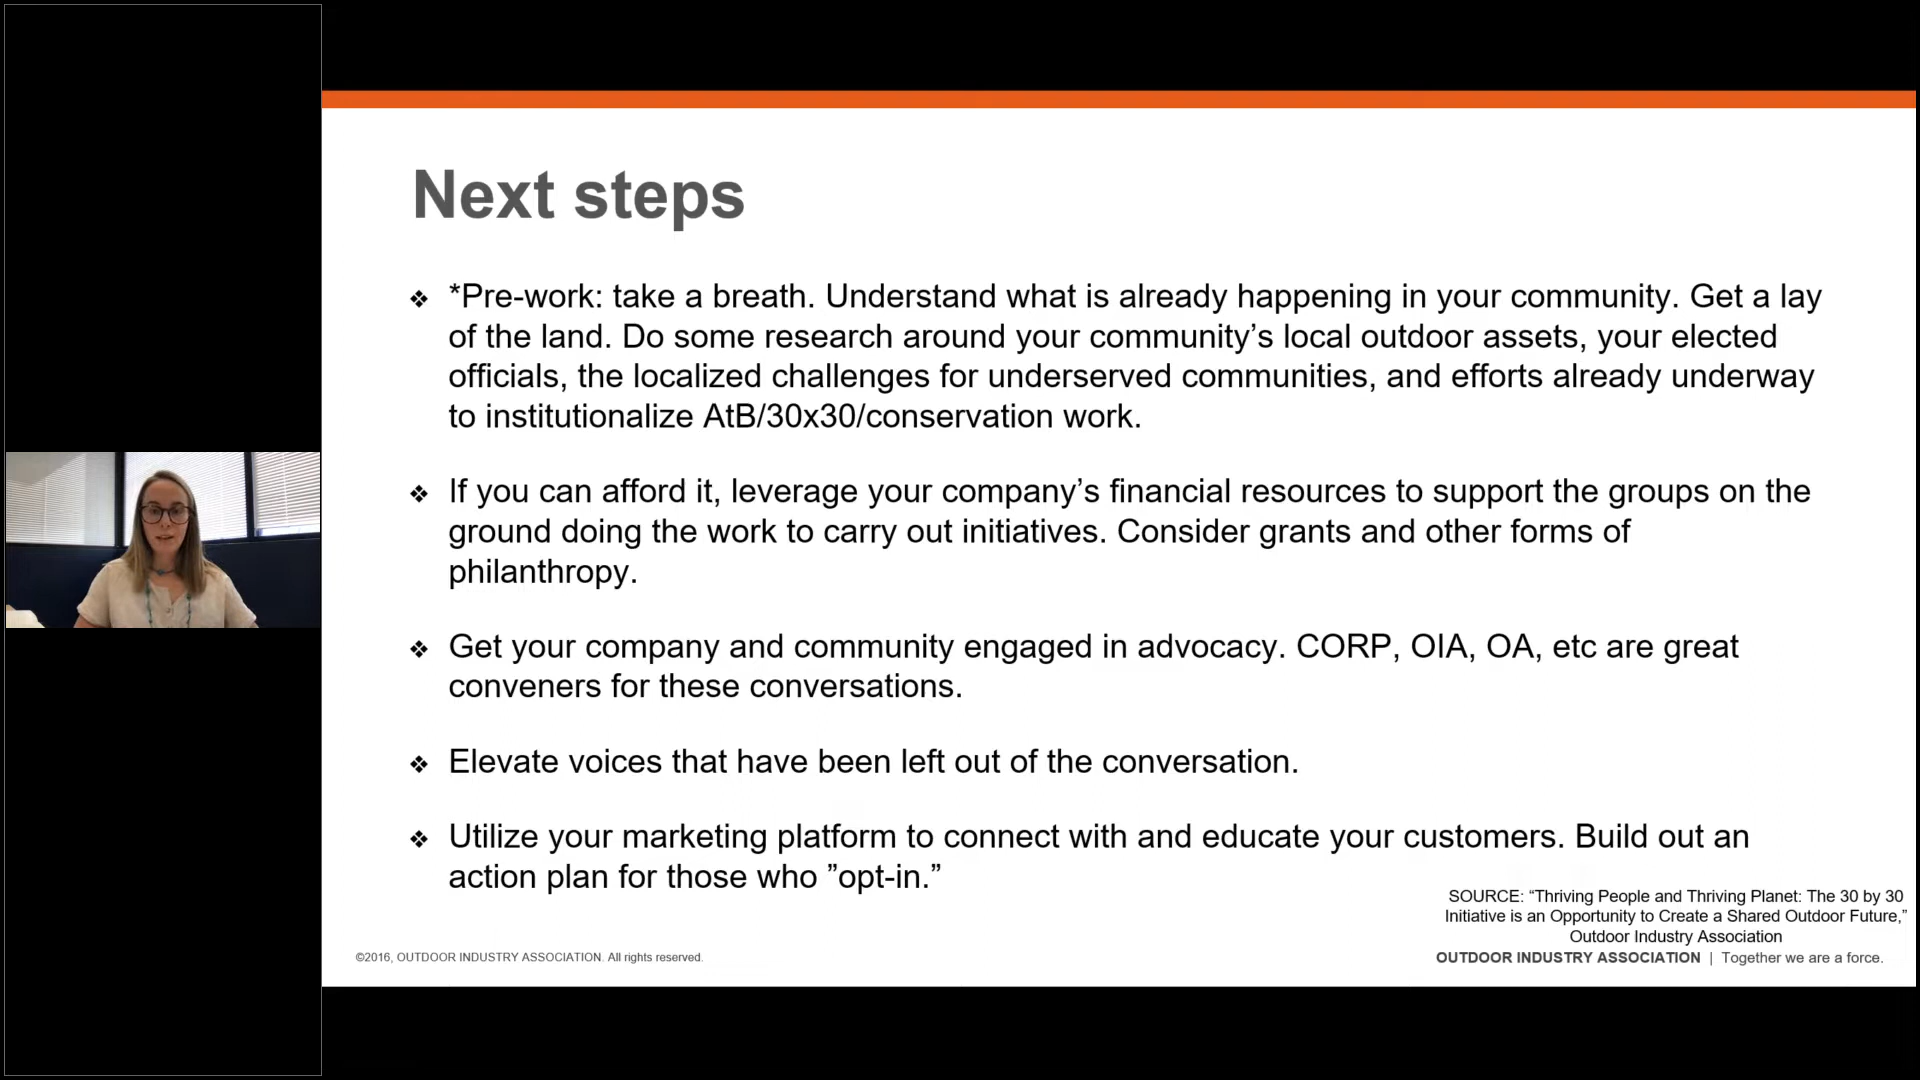 Next steps
❖ *Pre-work: take a breath. Understand what is already happening in your community. Get a lay
of the land. Do some research around your community’s local outdoor assets, your elected
officials, the localized challenges for underserved communities, and efforts already underway
to institutionalize AtB/30x30/conservation work.
❖ If you can afford it, leverage your company’s financial resources to support the groups on the
ground doing the work to carry out initiatives. Consider grants and other forms of
philanthropy.
❖ Get your company and community engaged in advocacy. CORP, OIA, OA, etc are great
conveners for these conversations.
❖ Elevate voices that have been left out of the conversation.
❖ Utilize your marketing platform to connect with and educate your customers. Build out an
action plan for those who ”opt-in.”
SOURCE: “Thriving People and Thriving Planet: The 30 by 30
Initiative is an Opportunity to Create a Shared Outdoor Future,”
Outdoor Industry Association
©2016, OUTDOOR INDUSTRY ASSOCIATION. All rights reserved.
OUTDOOR INDUSTRY ASSOCIATION | Together we are a force.